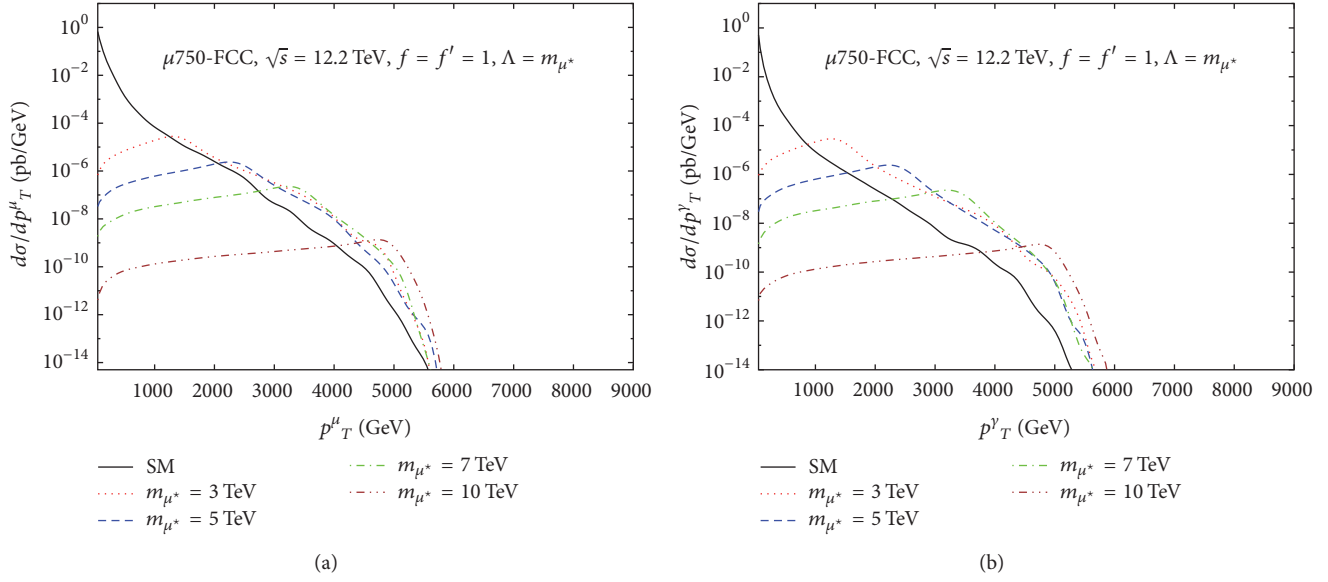 μ750-FCC, √s = 12.2 TeV, f = f′ = 1, Λ = m_μ⋆
dσ/dp^μ_T (pb/GeV)
10^0
10^−2
10^−4
10^−6
10^−8
10^−10
10^−12
10^−14
1000 2000 3000 4000 5000 6000 7000 8000 9000
p^μ_T (GeV)
SM
m_μ⋆ = 3 TeV
m_μ⋆ = 5 TeV
m_μ⋆ = 7 TeV
m_μ⋆ = 10 TeV
(a)
μ750-FCC, √s = 12.2 TeV, f = f′ = 1, Λ = m_μ⋆
dσ/dp^γ_T (pb/GeV)
10^0
10^−2
10^−4
10^−6
10^−8
10^−10
10^−12
10^−14
1000 2000 3000 4000 5000 6000 7000 8000 9000
p^γ_T (GeV)
SM
m_μ⋆ = 3 TeV
m_μ⋆ = 5 TeV
m_μ⋆ = 7 TeV
m_μ⋆ = 10 TeV
(b)